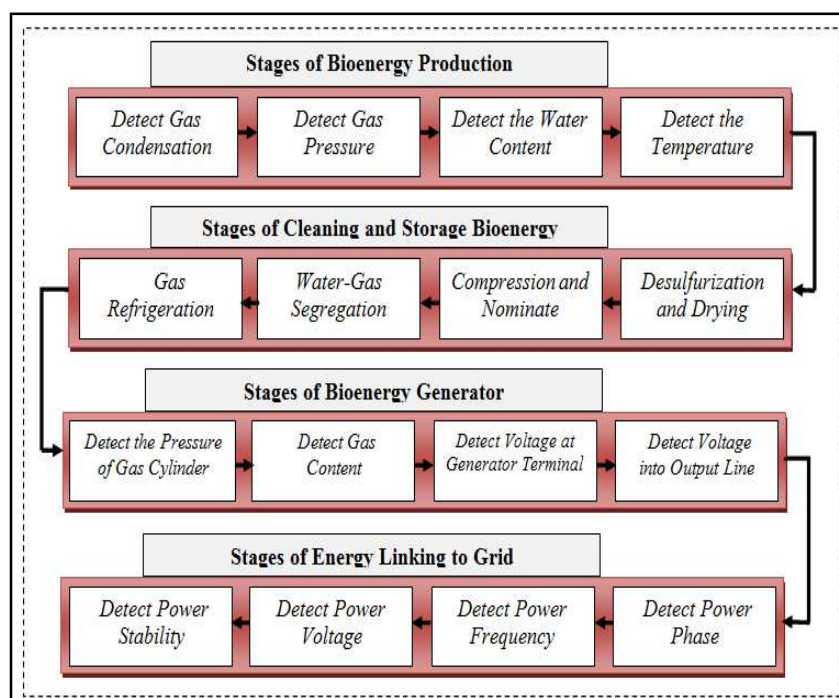 Stages of Bioenergy Production
Detect Gas
Condensation
Detect Gas
Pressure
Detect the Water
Content
Detect the
Temperature
Stages of Cleaning and Storage Bioenergy
Gas
Refrigeration
Water-Gas
Segregation
Compression and
Nominate
Desulfurization
and Drying
Stages of Bioenergy Generator
Detect the Pressure
of Gas Cylinder
Detect Gas
Content
Detect Voltage at
Generator Terminal
Detect Voltage
into Output Line
Stages of Energy Linking to Grid
Detect Power
Stability
Detect Power
Voltage
Detect Power
Frequency
Detect Power
Phase